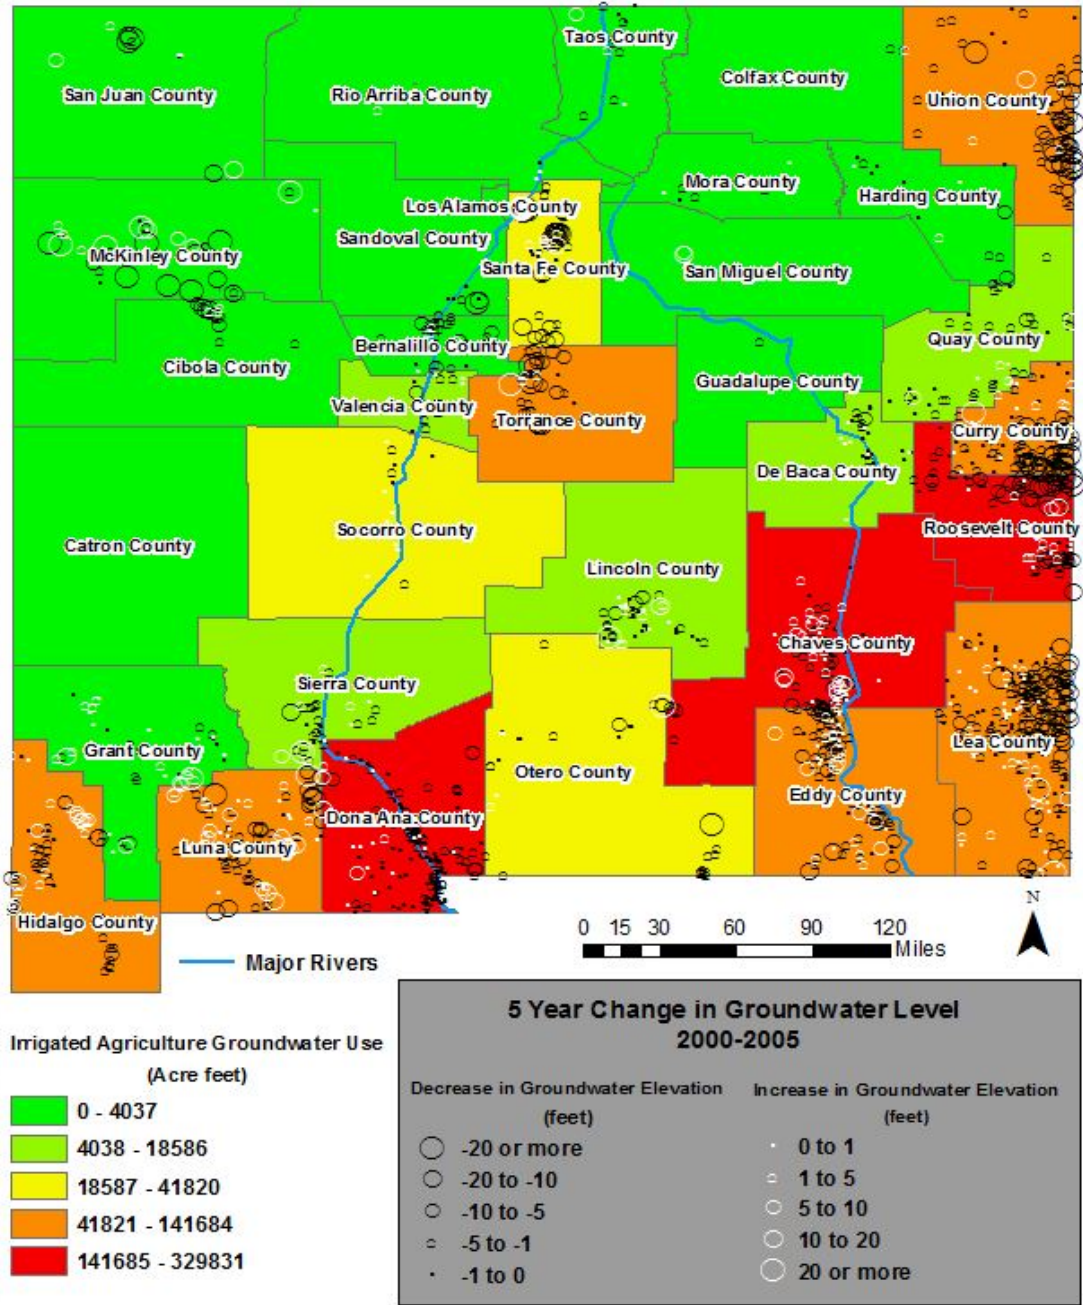 Taos County
San Juan County
Rio Arriba County
Colfax County
Union County
Mora County
Harding County
Los Alamos County
Sandoval County
McKinley County
Santa Fe County
San Miguel County
Bernalillo County
Quay County
Cibola County
Guadalupe County
Valencia County
Torrance County
Curry County
De Baca County
Socorro County
Roosevelt County
Catron County
Lincoln County
Chaves County
Sierra County
Grant County
Lea County
Otero County
Eddy County
Dona Ana County
Luna County
Hidalgo County
N
0 15 30 60 90 120
Miles
Major Rivers
5 Year Change in Groundwater Level
2000-2005
Irrigated Agriculture Groundwater Use
(Acre feet)
0 - 4037
4038 - 18586
18587 - 41820
41821 - 141684
141685 - 329831
Decrease in Groundwater Elevation
(feet)
-20 or more
-20 to -10
-10 to -5
-5 to -1
-1 to 0
Increase in Groundwater Elevation
(feet)
0 to 1
1 to 5
5 to 10
10 to 20
20 or more